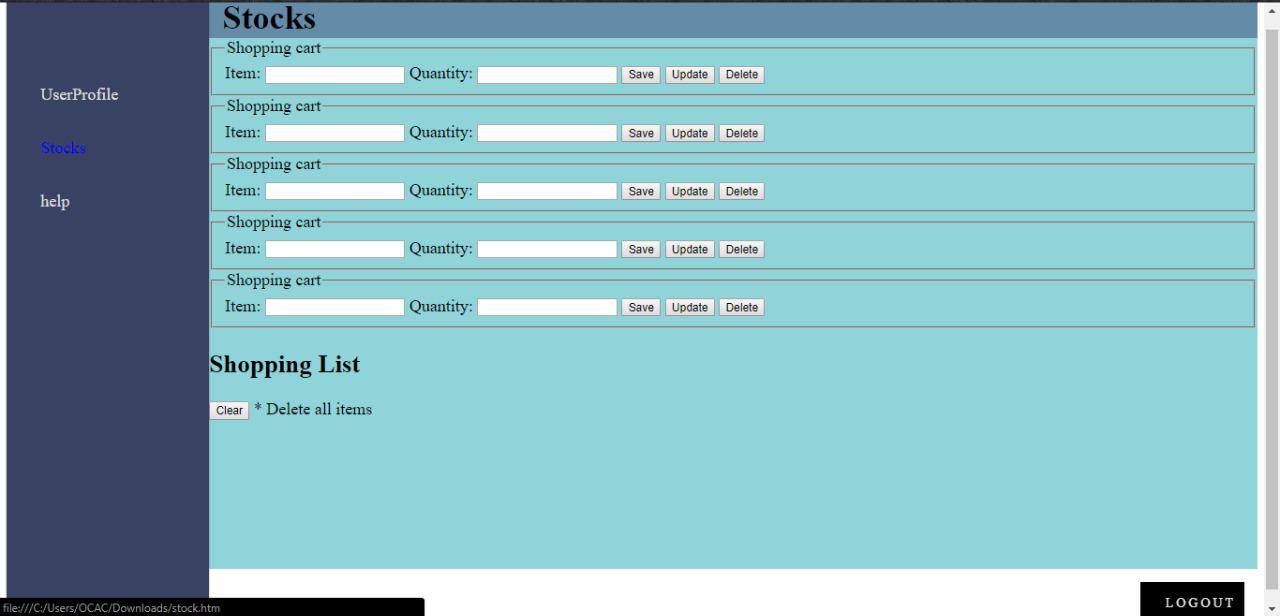 Stocks
UserProfile
Stocks
help
Shopping cart
Item: Quantity: Save Update Delete
Shopping cart
Item: Quantity: Save Update Delete
Shopping cart
Item: Quantity: Save Update Delete
Shopping cart
Item: Quantity: Save Update Delete
Shopping cart
Item: Quantity: Save Update Delete
Shopping List
Clear * Delete all items
LOGOUT
file:///C:/Users/OCAC/Downloads/stock.htm